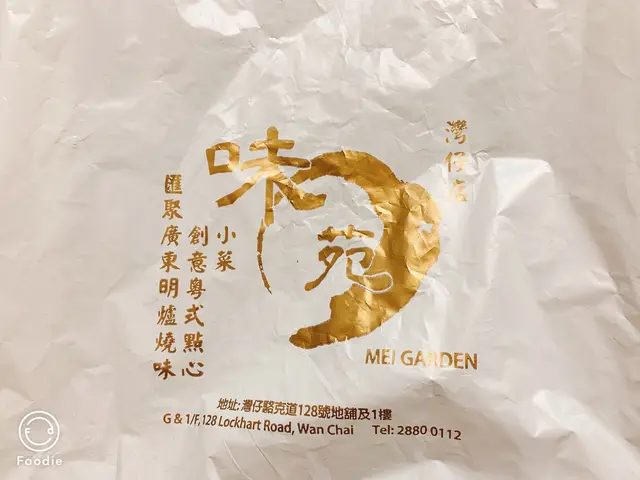 味苑
灣仔店
小菜
創意粵式點心
匯聚廣東明爐燒味
MEI GARDEN
地址:灣仔駱克道128號地舖及1樓
G & 1/F, 128 Lockhart Road, Wan Chai Tel: 2880 0112
Foodie